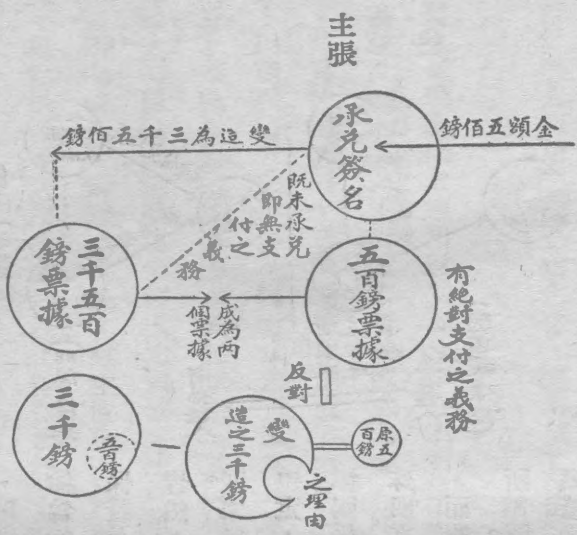 主張
金額五佰鎊
承兌簽名
變造為三千五佰鎊
既未承兌
即無支
付之
義
務
三千五百
鎊票據
五百鎊票據
有絕對支付之義務
成為两
個票據
反對
三千鎊
五百鎊
變
造之三千鎊
之理由
原五
百鎊